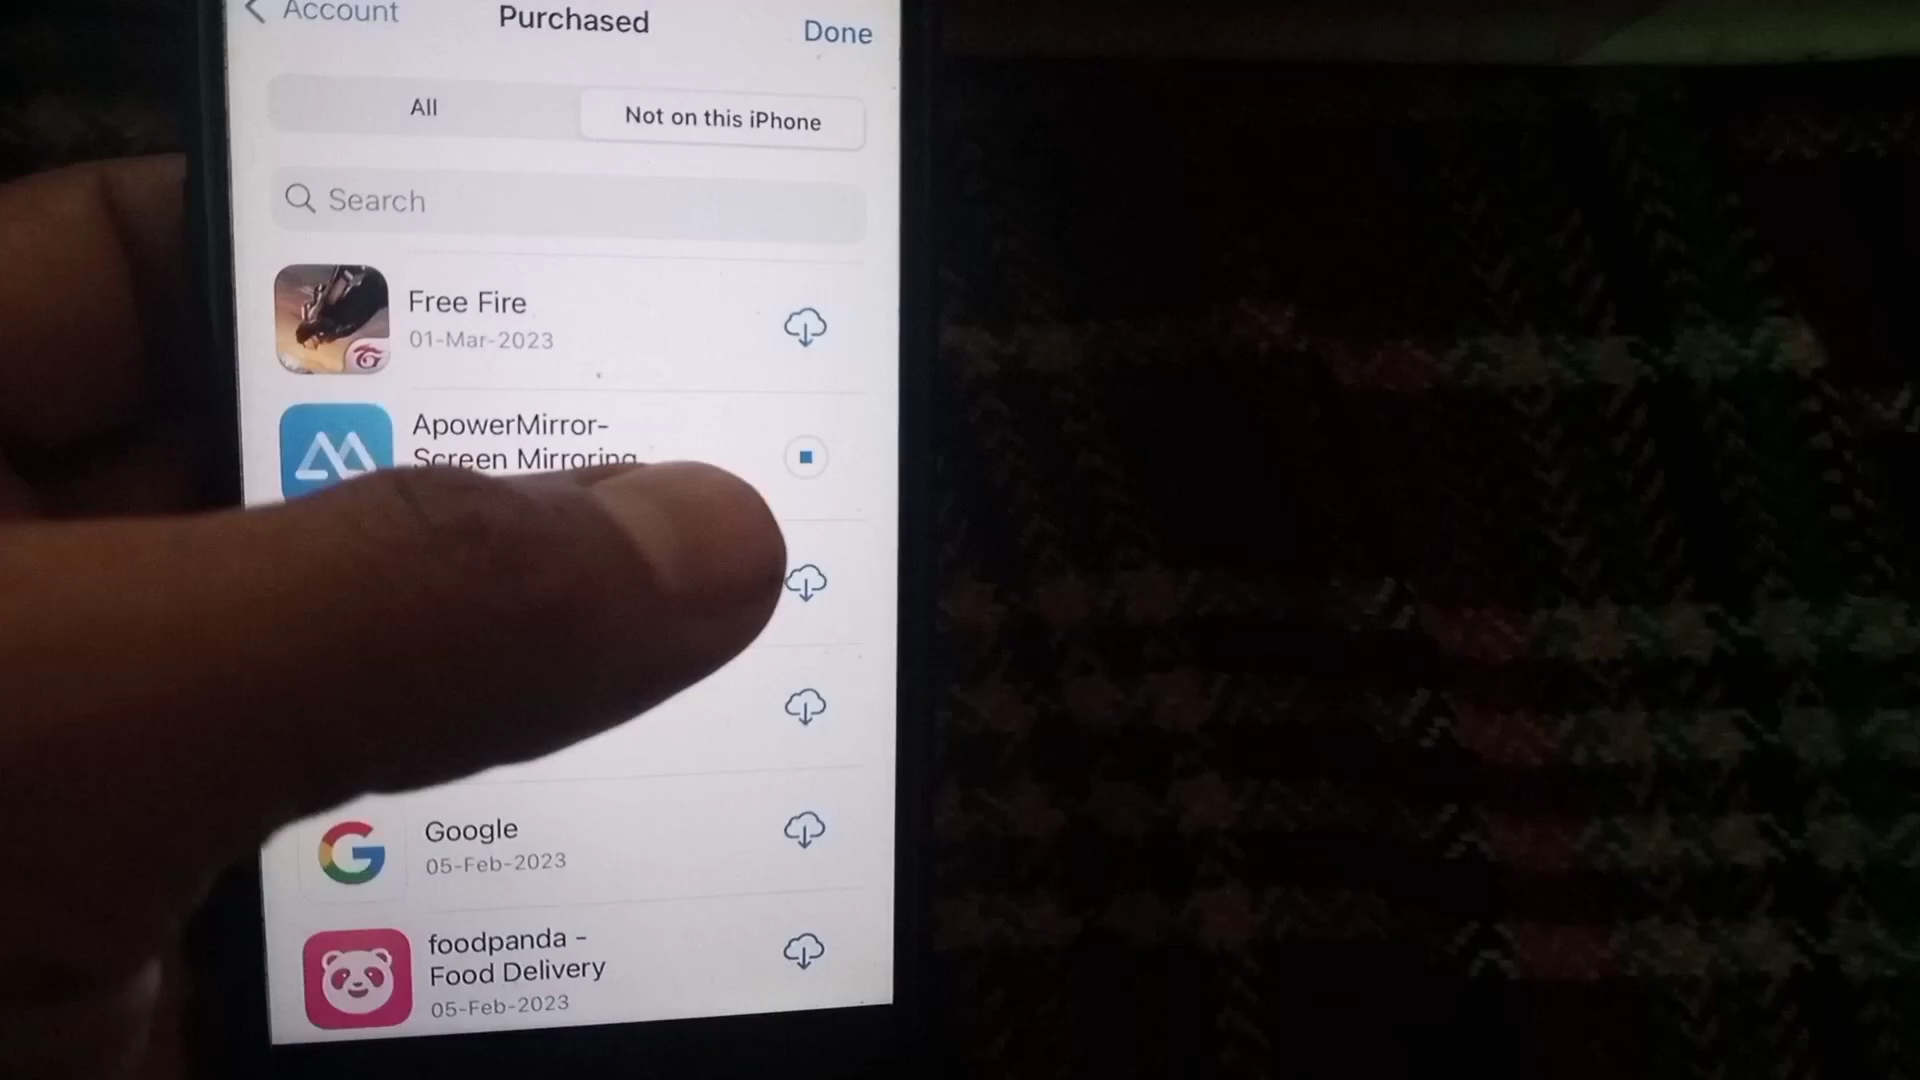 Account
Purchased
Done
All
Not on this iPhone
Search
Free Fire
01-Mar-2023
ApowerMirror-
Screen Mirroring
Google
05-Feb-2023
foodpanda -
Food Delivery
05-Feb-2023